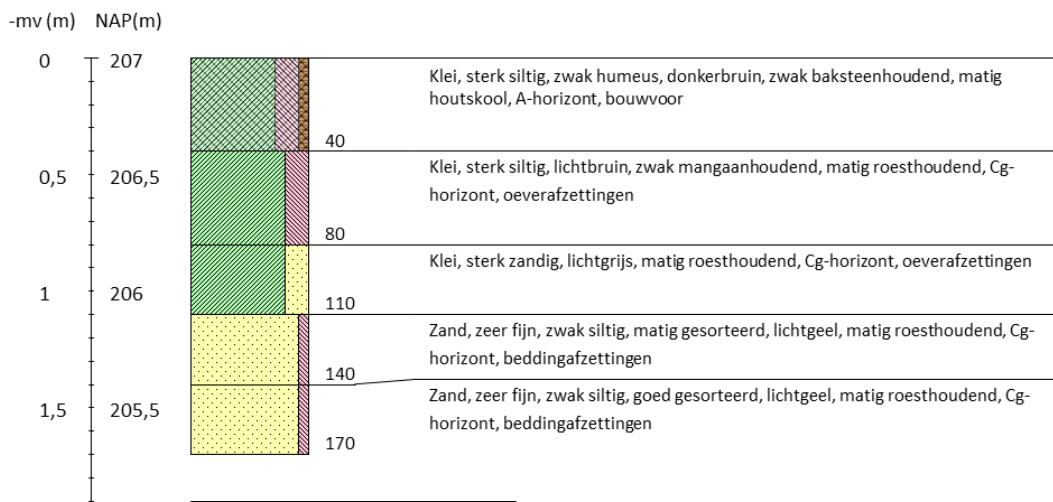 -mv (m) NAP(m)
0 207
Klei, sterk siltig, zwak humeus, donkerbruin, zwak baksteenhoudend, matig
houtskool, A-horizont, bouwvoor
40
0,5 206,5
Klei, sterk siltig, lichtbruin, zwak mangaanhoudend, matig roesthoudend, Cg-
horizont, oeverafzettingen
80
Klei, sterk zandig, lichtgrijs, matig roesthoudend, Cg-horizont, oeverafzettingen
1 206
110
Zand, zeer fijn, zwak siltig, matig gesorteerd, lichtgeel, matig roesthoudend, Cg-
horizont, beddingafzettingen
140
Zand, zeer fijn, zwak siltig, goed gesorteerd, lichtgeel, matig roesthoudend, Cg-
horizont, beddingafzettingen
1,5 205,5
170